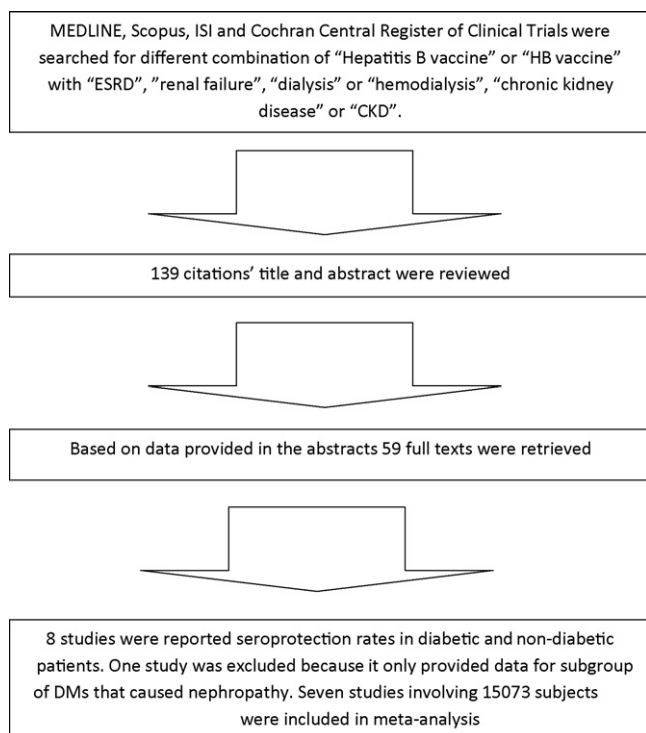 MEDLINE, Scopus, ISI and Cochran Central Register of Clinical Trials were
searched for different combination of “Hepatitis B vaccine” or “HB vaccine”
with “ESRD”, ”renal failure”, “dialysis” or “hemodialysis”, “chronic kidney
disease” or “CKD”.
139 citations’ title and abstract were reviewed
Based on data provided in the abstracts 59 full texts were retrieved
8 studies were reported seroprotection rates in diabetic and non-diabetic
patients. One study was excluded because it only provided data for subgroup
of DMs that caused nephropathy. Seven studies involving 15073 subjects
were included in meta-analysis